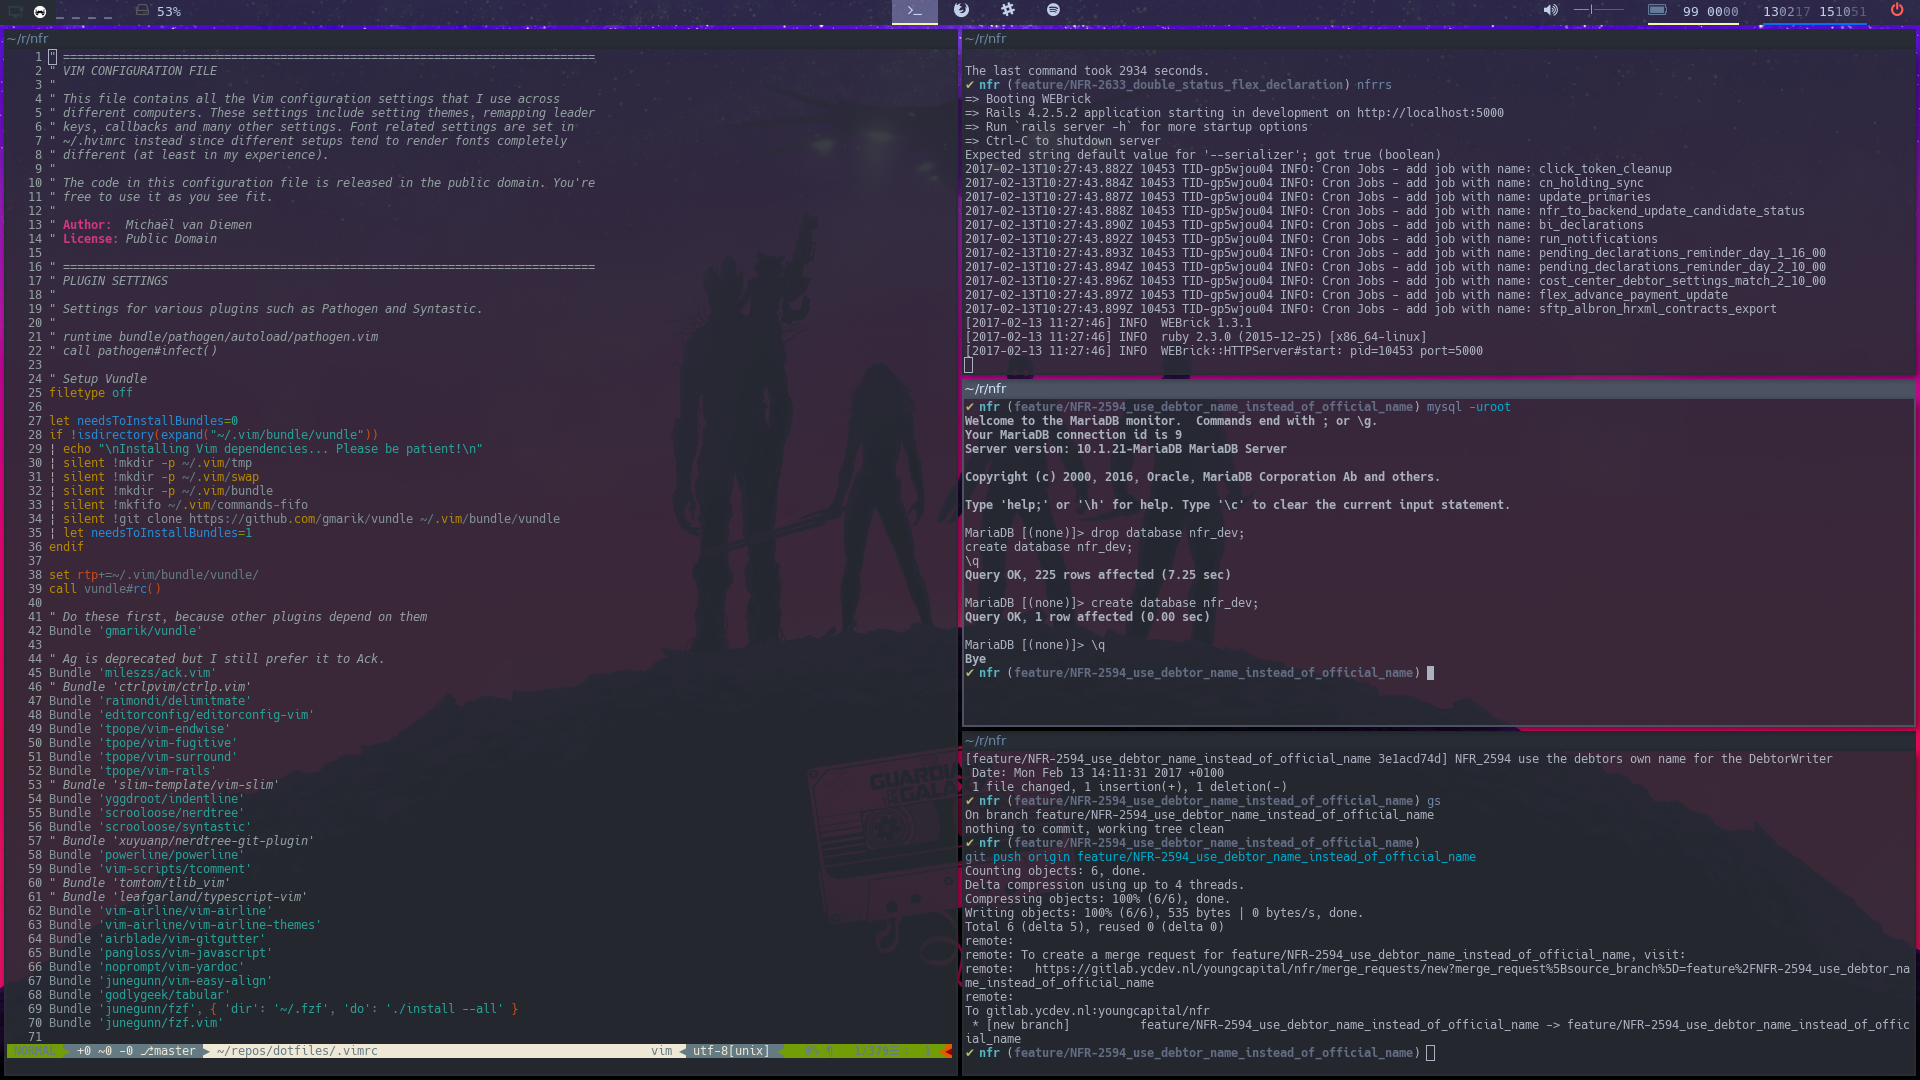 53%
99 0000
130217 151051
~/r/nfr
1 " ============================================================================
2 " VIM CONFIGURATION FILE
3 "
4 " This file contains all the Vim configuration settings that I use across
5 " different computers. These settings include setting themes, remapping leader
6 " keys, callbacks and many other settings. Font related settings are set in
7 " ~/.hvimrc instead since different setups tend to render fonts completely
8 " different (at least in my experience).
9 "
10 " The code in this configuration file is released in the public domain. You're
11 " free to use it as you see fit.
12 "
13 " Author:  Michaël van Diemen
14 " License: Public Domain
15
16 " ============================================================================
17 " PLUGIN SETTINGS
18 "
19 " Settings for various plugins such as Pathogen and Syntastic.
20 "
21 " runtime bundle/pathogen/autoload/pathogen.vim
22 " call pathogen#infect()
23
24 " Setup Vundle
25 filetype off
26
27 let needsToInstallBundles=0
28 if !isdirectory(expand("~/.vim/bundle/vundle"))
29 ¦ echo "\nInstalling Vim dependencies... Please be patient!\n"
30 ¦ silent !mkdir -p ~/.vim/tmp
31 ¦ silent !mkdir -p ~/.vim/swap
32 ¦ silent !mkdir -p ~/.vim/bundle
33 ¦ silent !mkfifo ~/.vim/commands-fifo
34 ¦ silent !git clone https://github.com/gmarik/vundle ~/.vim/bundle/vundle
35 ¦ let needsToInstallBundles=1
36 endif
37
38 set rtp+=~/.vim/bundle/vundle/
39 call vundle#rc()
40
41 " Do these first, because other plugins depend on them
42 Bundle 'gmarik/vundle'
43
44 " Ag is deprecated but I still prefer it to Ack.
45 Bundle 'mileszs/ack.vim'
46 " Bundle 'ctrlpvim/ctrlp.vim'
47 Bundle 'raimondi/delimitmate'
48 Bundle 'editorconfig/editorconfig-vim'
49 Bundle 'tpope/vim-endwise'
50 Bundle 'tpope/vim-fugitive'
51 Bundle 'tpope/vim-surround'
52 Bundle 'tpope/vim-rails'
53 " Bundle 'slim-template/vim-slim'
54 Bundle 'yggdroot/indentline'
55 Bundle 'scrooloose/nerdtree'
56 Bundle 'scrooloose/syntastic'
57 " Bundle 'xuyuanp/nerdtree-git-plugin'
58 Bundle 'powerline/powerline'
59 Bundle 'vim-scripts/tcomment'
60 " Bundle 'tomtom/tlib_vim'
61 " Bundle 'leafgarland/typescript-vim'
62 Bundle 'vim-airline/vim-airline'
63 Bundle 'vim-airline/vim-airline-themes'
64 Bundle 'airblade/vim-gitgutter'
65 Bundle 'pangloss/vim-javascript'
66 Bundle 'noprompt/vim-yardoc'
67 Bundle 'junegunn/vim-easy-align'
68 Bundle 'godlygeek/tabular'
69 Bundle 'junegunn/fzf', { 'dir': '~/.fzf', 'do': './install --all' }
70 Bundle 'junegunn/fzf.vim'
71
NORMAL +0 ~0 -0 master ~/repos/dotfiles/.vimrc vim utf-8[unix]
~/r/nfr
The last command took 2934 seconds.
✔ nfr (feature/NFR-2633_double_status_flex_declaration) nfrrs
=> Booting WEBrick
=> Rails 4.2.5.2 application starting in development on http://localhost:5000
=> Run `rails server -h` for more startup options
=> Ctrl-C to shutdown server
Expected string default value for '--serializer'; got true (boolean)
2017-02-13T10:27:43.882Z 10453 TID-gp5wjou04 INFO: Cron Jobs - add job with name: click_token_cleanup
2017-02-13T10:27:43.884Z 10453 TID-gp5wjou04 INFO: Cron Jobs - add job with name: cn_holding_sync
2017-02-13T10:27:43.887Z 10453 TID-gp5wjou04 INFO: Cron Jobs - add job with name: update_primaries
2017-02-13T10:27:43.888Z 10453 TID-gp5wjou04 INFO: Cron Jobs - add job with name: nfr_to_backend_update_candidate_status
2017-02-13T10:27:43.890Z 10453 TID-gp5wjou04 INFO: Cron Jobs - add job with name: bi_declarations
2017-02-13T10:27:43.892Z 10453 TID-gp5wjou04 INFO: Cron Jobs - add job with name: run_notifications
2017-02-13T10:27:43.893Z 10453 TID-gp5wjou04 INFO: Cron Jobs - add job with name: pending_declarations_reminder_day_1_16_00
2017-02-13T10:27:43.894Z 10453 TID-gp5wjou04 INFO: Cron Jobs - add job with name: pending_declarations_reminder_day_2_10_00
2017-02-13T10:27:43.896Z 10453 TID-gp5wjou04 INFO: Cron Jobs - add job with name: cost_center_debtor_settings_match_2_10_00
2017-02-13T10:27:43.897Z 10453 TID-gp5wjou04 INFO: Cron Jobs - add job with name: flex_advance_payment_update
2017-02-13T10:27:43.899Z 10453 TID-gp5wjou04 INFO: Cron Jobs - add job with name: sftp_albron_hrxml_contracts_export
[2017-02-13 11:27:46] INFO  WEBrick 1.3.1
[2017-02-13 11:27:46] INFO  ruby 2.3.0 (2015-12-25) [x86_64-linux]
[2017-02-13 11:27:46] INFO  WEBrick::HTTPServer#start: pid=10453 port=5000
~/r/nfr
✔ nfr (feature/NFR-2594_use_debtor_name_instead_of_official_name) mysql -uroot
Welcome to the MariaDB monitor.  Commands end with ; or \g.
Your MariaDB connection id is 9
Server version: 10.1.21-MariaDB MariaDB Server
Copyright (c) 2000, 2016, Oracle, MariaDB Corporation Ab and others.
Type 'help;' or '\h' for help. Type '\c' to clear the current input statement.
MariaDB [(none)]> drop database nfr_dev;
create database nfr_dev;
\q
Query OK, 225 rows affected (7.25 sec)
MariaDB [(none)]> create database nfr_dev;
Query OK, 1 row affected (0.00 sec)
MariaDB [(none)]> \q
Bye
✔ nfr (feature/NFR-2594_use_debtor_name_instead_of_official_name)
~/r/nfr
[feature/NFR-2594_use_debtor_name_instead_of_official_name 3e1acd74d] NFR_2594 use the debtors own name for the DebtorWriter
 Date: Mon Feb 13 14:11:31 2017 +0100
 1 file changed, 1 insertion(+), 1 deletion(-)
✔ nfr (feature/NFR-2594_use_debtor_name_instead_of_official_name) gs
On branch feature/NFR-2594_use_debtor_name_instead_of_official_name
nothing to commit, working tree clean
✔ nfr (feature/NFR-2594_use_debtor_name_instead_of_official_name)
git push origin feature/NFR-2594_use_debtor_name_instead_of_official_name
Counting objects: 6, done.
Delta compression using up to 4 threads.
Compressing objects: 100% (6/6), done.
Writing objects: 100% (6/6), 535 bytes | 0 bytes/s, done.
Total 6 (delta 5), reused 0 (delta 0)
remote:
remote: To create a merge request for feature/NFR-2594_use_debtor_name_instead_of_official_name, visit:
remote:   https://gitlab.ycdev.nl/youngcapital/nfr/merge_requests/new?merge_request%5Bsource_branch%5D=feature%2FNFR-2594_use_debtor_na
me_instead_of_official_name
remote:
To gitlab.ycdev.nl:youngcapital/nfr
 * [new branch]          feature/NFR-2594_use_debtor_name_instead_of_official_name -> feature/NFR-2594_use_debtor_name_instead_of_offic
ial_name
✔ nfr (feature/NFR-2594_use_debtor_name_instead_of_official_name)